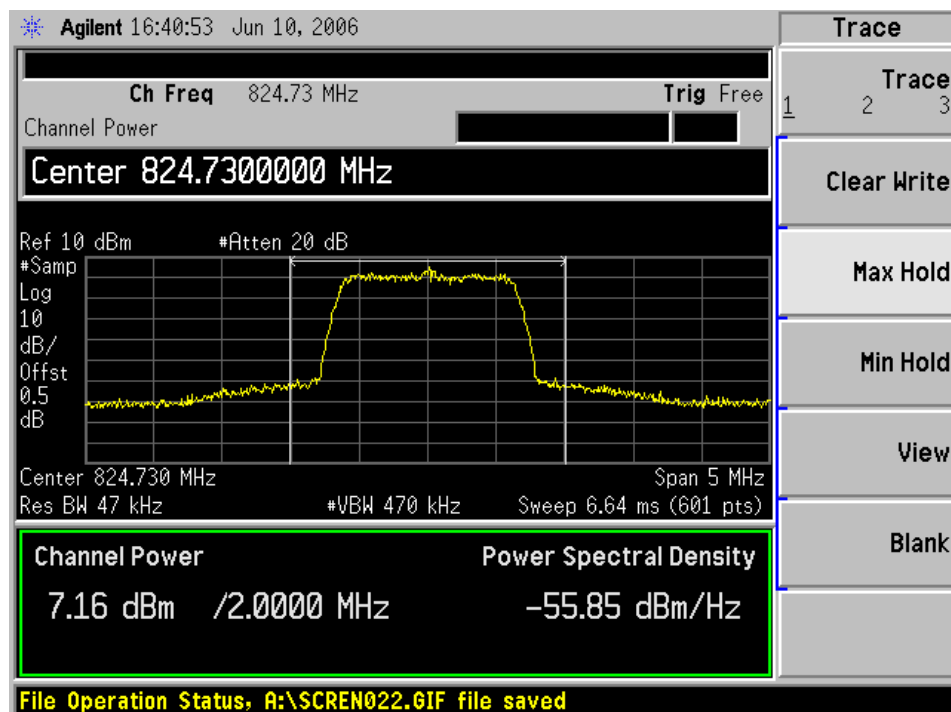 Agilent 16:40:53 Jun 10, 2006
Trace
Ch Freq 824.73 MHz Trig Free
Channel Power
Center 824.7300000 MHz
Ref 10 dBm #Atten 20 dB
#Samp
Log
10
dB/
Offst
0.5
dB
Center 824.730 MHz Span 5 MHz
Res BW 47 kHz #VBW 470 kHz Sweep 6.64 ms (601 pts)
Channel Power Power Spectral Density
7.16 dBm /2.0000 MHz -55.85 dBm/Hz
File Operation Status, A:\SCREN022.GIF file saved
Trace
1 2 3
Clear Write
Max Hold
Min Hold
View
Blank